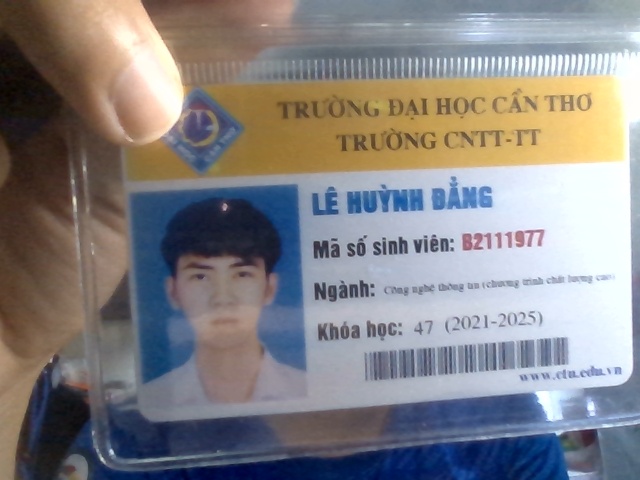 TRƯỜNG ĐẠI HỌC CẦN THƠ
TRƯỜNG CNTT-TT
LÊ HUỲNH ĐẲNG
Mã số sinh viên: B2111977
Ngành: Công nghệ thông tin (chương trình chất lượng cao)
Khóa học: 47 (2021-2025)
www.ctu.edu.vn